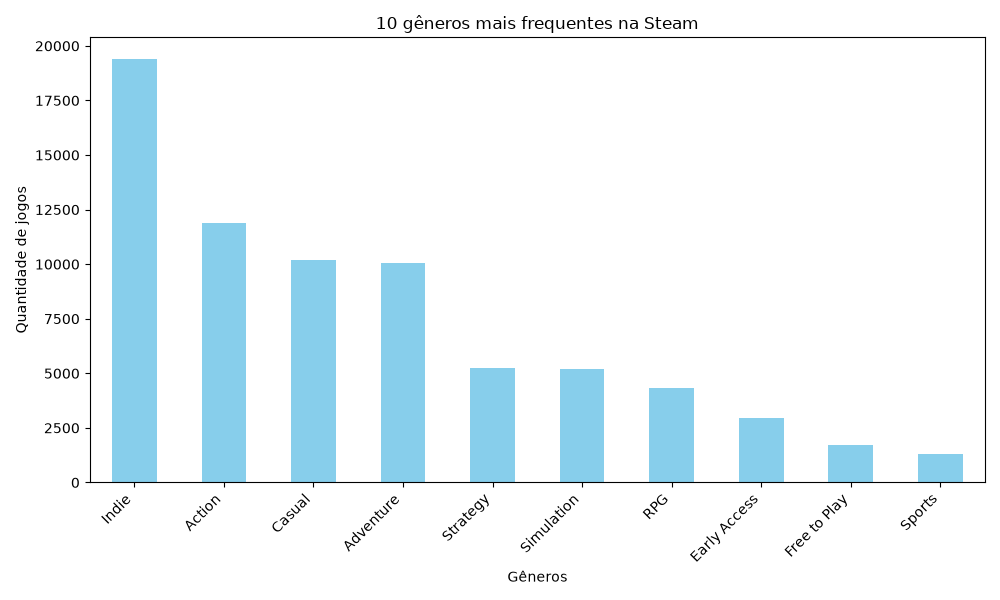 10 gêneros mais frequentes na Steam
Quantidade de jogos
20000
17500
15000
12500
10000
7500
5000
2500
0
Indie
Action
Casual
Adventure
Strategy
Simulation
RPG
Early Access
Free to Play
Sports
Gêneros